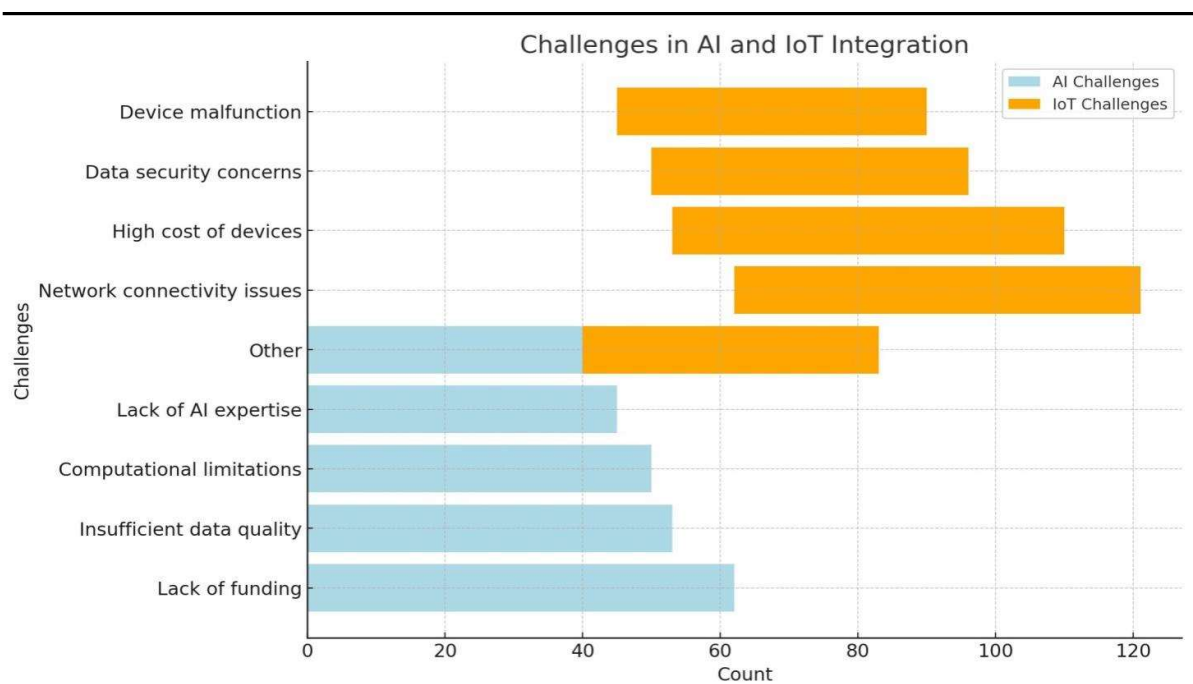 Challenges in AI and IoT Integration
AI Challenges
IoT Challenges
Challenges
Device malfunction
Data security concerns
High cost of devices
Network connectivity issues
Other
Lack of AI expertise
Computational limitations
Insufficient data quality
Lack of funding
0 20 40 60 80 100 120
Count